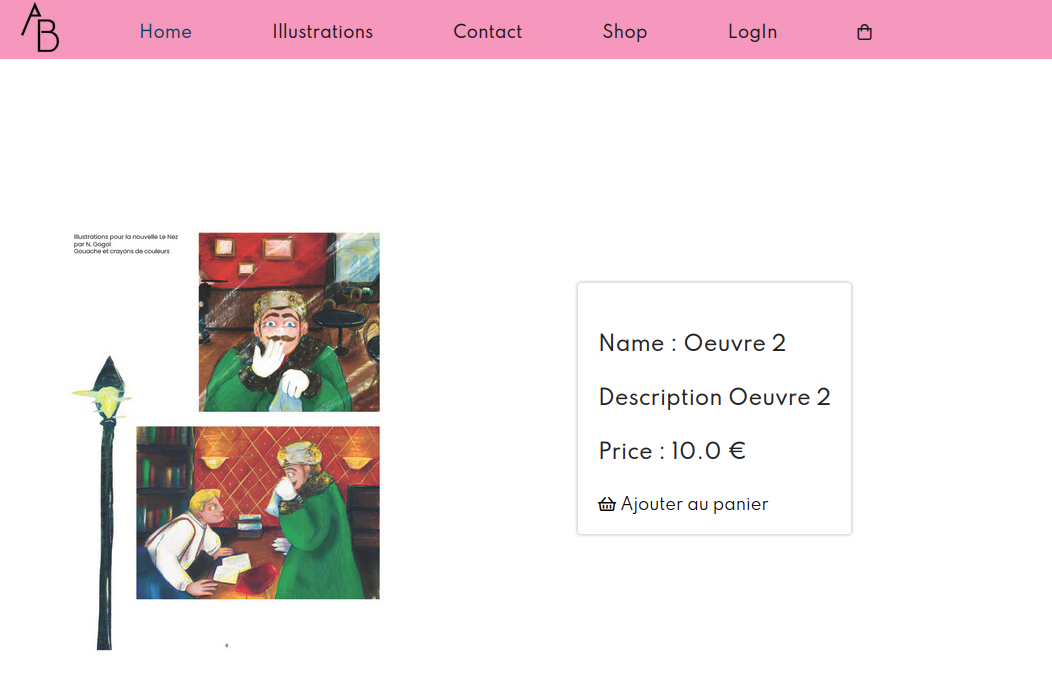 AB
Home
Illustrations
Contact
Shop
LogIn
Illustrations pour la nouvelle Le Nez
par N. Gogol
Gouache et crayons de couleurs
Name : Oeuvre 2
Description Oeuvre 2
Price : 10.0 €
Ajouter au panier